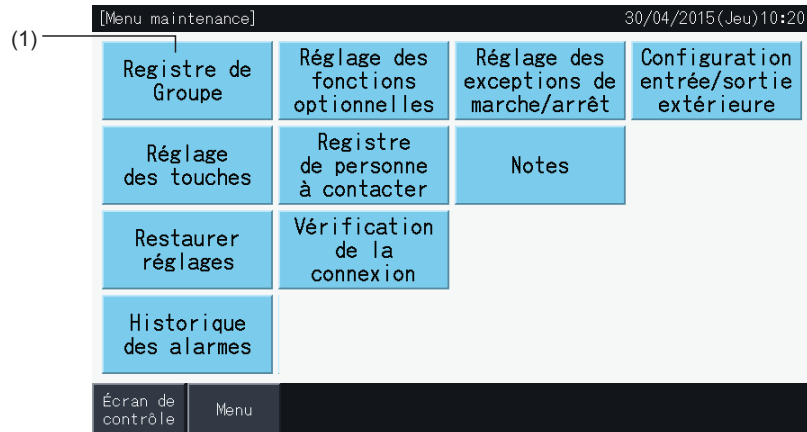 [Menu maintenance] 30/04/2015(Jeu)10:20
(1)
Registre de
Groupe
Réglage des
fonctions
optionnelles
Réglage des
exceptions de
marche/arrêt
Configuration
entrée/sortie
extérieure
Réglage
des touches
Registre
de personne
à contacter
Notes
Restaurer
réglages
Vérification
de la
connexion
Historique
des alarmes
Écran de
contrôle
Menu